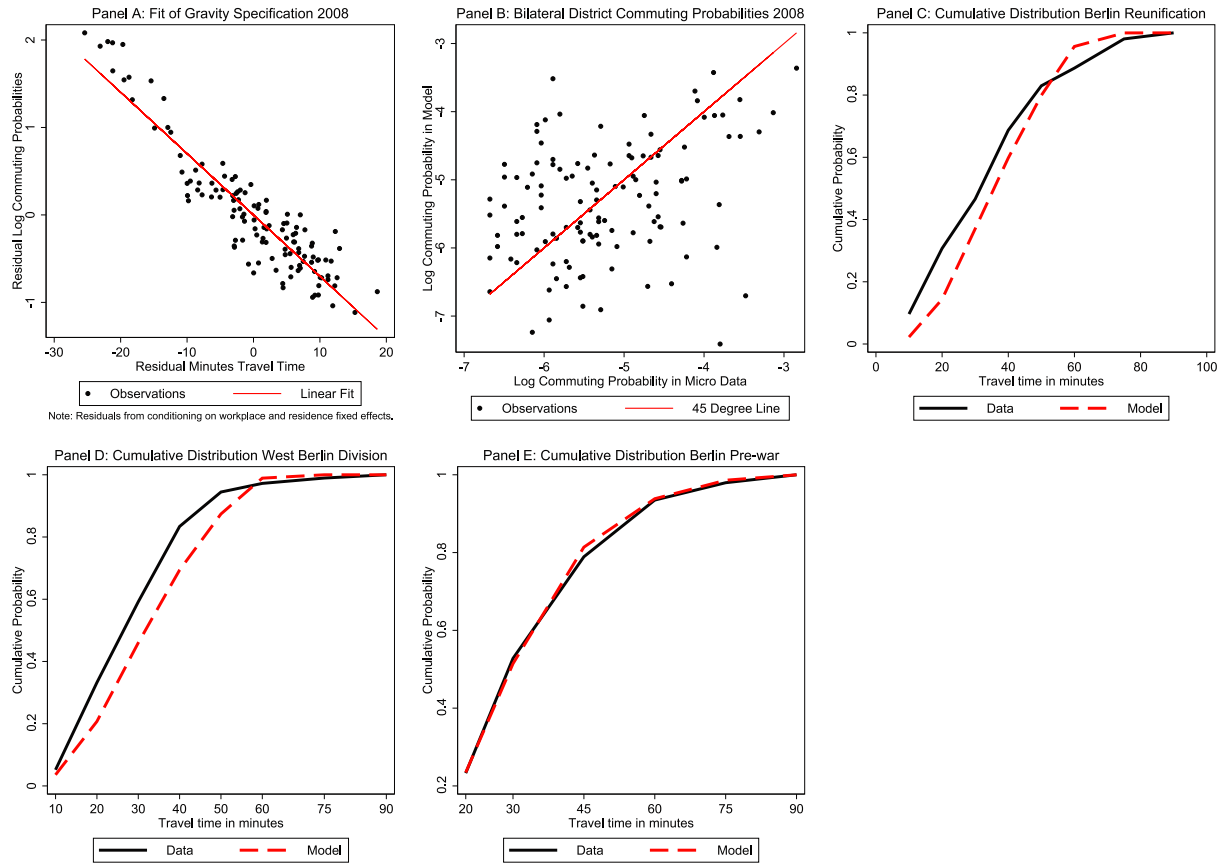 Panel A: Fit of Gravity Specification 2008
Residual Log Commuting Probabilities
2
1
0
-1
-30
-20
-10
0
10
20
Residual Minutes Travel Time
Observations
Linear Fit
Note: Residuals from conditioning on workplace and residence fixed effects.
Panel B: Bilateral District Commuting Probabilities 2008
Log Commuting Probability in Model
-3
-4
-5
-6
-7
-7
-6
-5
-4
-3
Log Commuting Probability in Micro Data
Observations
45 Degree Line
Panel C: Cumulative Distribution Berlin Reunification
Cumulative Probability
1
0.8
0.6
0.4
0.2
0
0
20
40
60
80
100
Travel time in minutes
Data
Model
Panel D: Cumulative Distribution West Berlin Division
Cumulative Probability
1
0.8
0.6
0.4
0.2
0
10
20
30
40
50
60
75
90
Travel time in minutes
Data
Model
Panel E: Cumulative Distribution Berlin Pre-war
Cumulative Probability
1
0.8
0.6
0.4
0.2
20
30
45
60
75
90
Travel time in minutes
Data
Model